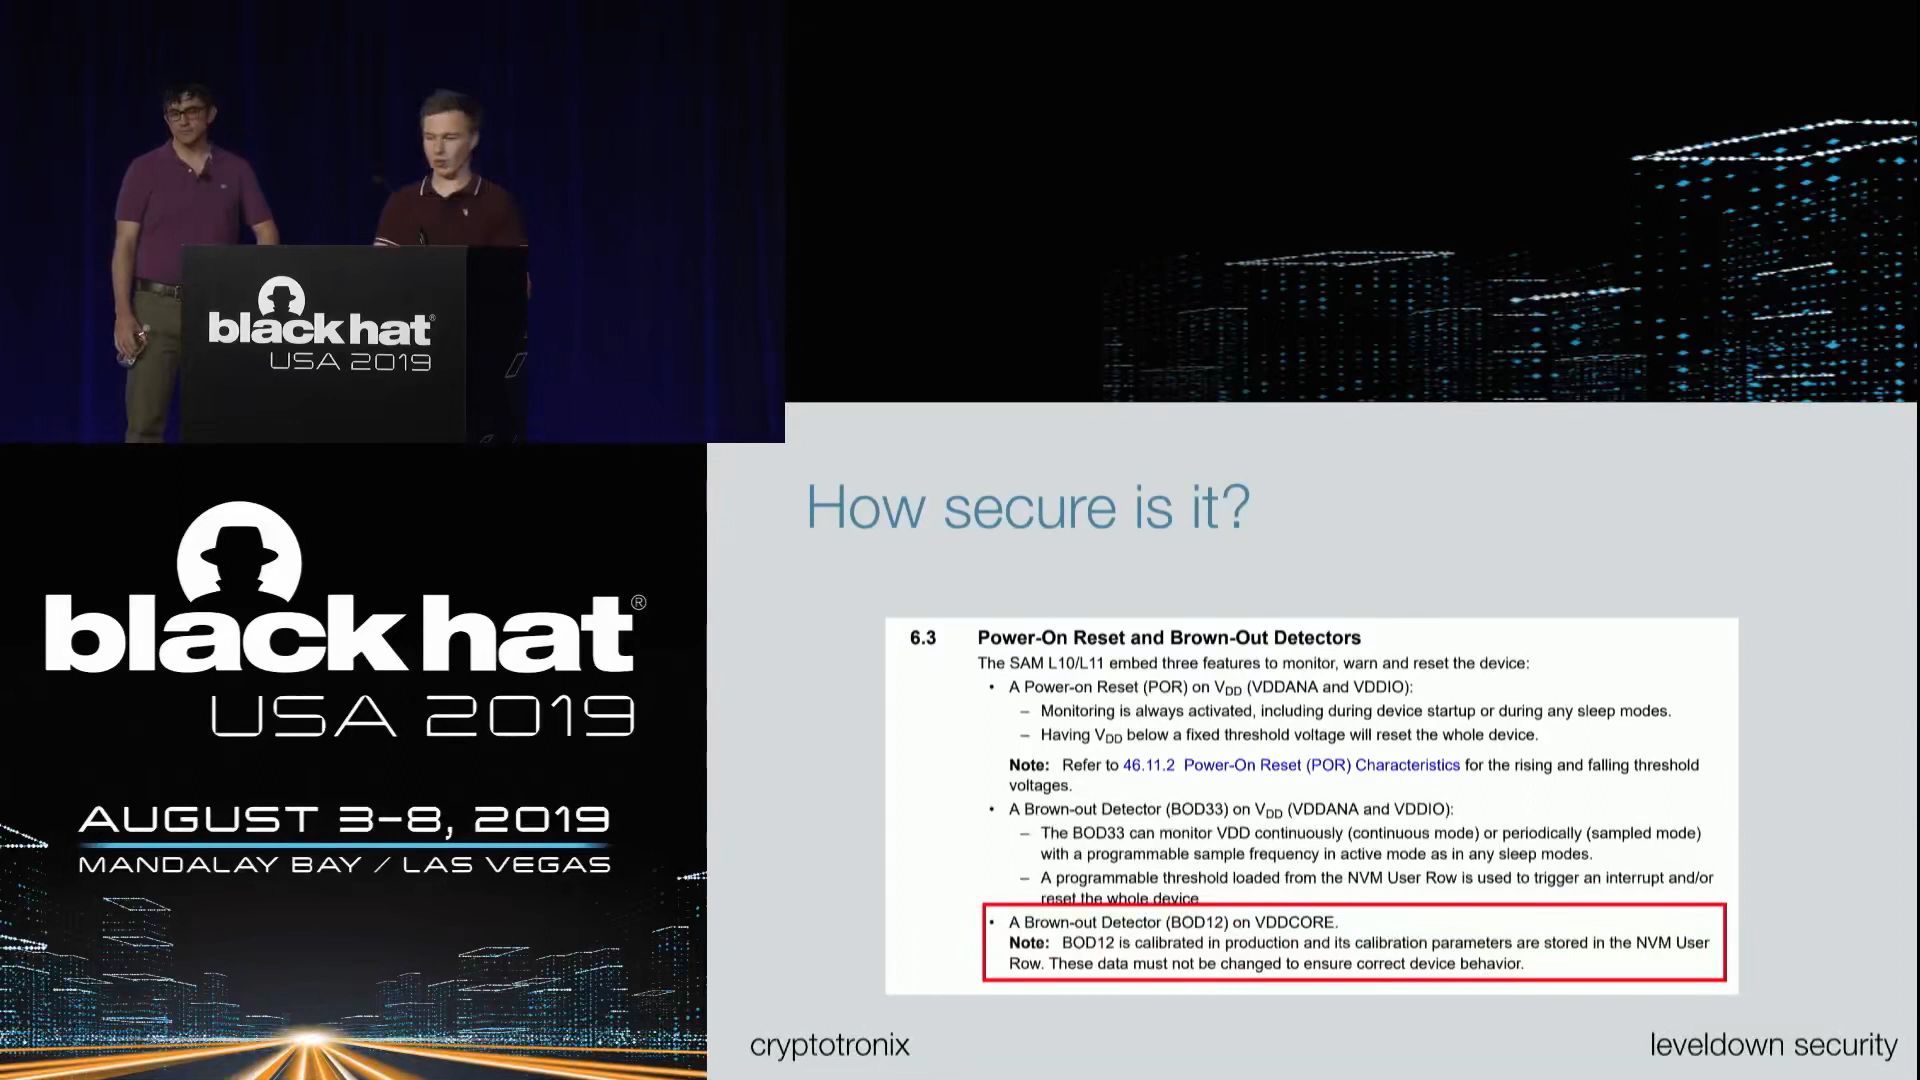 blackhat®
USA 2019
blackhat®
USA 2019
AUGUST 3–8, 2019
MANDALAY BAY / LAS VEGAS
How secure is it?
6.3 Power-On Reset and Brown-Out Detectors
The SAM L10/L11 embed three features to monitor, warn and reset the device:
• A Power-on Reset (POR) on VDD (VDDANA and VDDIO):
– Monitoring is always activated, including during device startup or during any sleep modes.
– Having VDD below a fixed threshold voltage will reset the whole device.
Note: Refer to 46.11.2 Power-On Reset (POR) Characteristics for the rising and falling threshold
voltages.
• A Brown-out Detector (BOD33) on VDD (VDDANA and VDDIO):
– The BOD33 can monitor VDD continuously (continuous mode) or periodically (sampled mode)
with a programmable sample frequency in active mode as in any sleep modes.
– A programmable threshold loaded from the NVM User Row is used to trigger an interrupt and/or
reset the whole device
• A Brown-out Detector (BOD12) on VDDCORE.
Note: BOD12 is calibrated in production and its calibration parameters are stored in the NVM User
Row. These data must not be changed to ensure correct device behavior.
cryptotronix
leveldown security